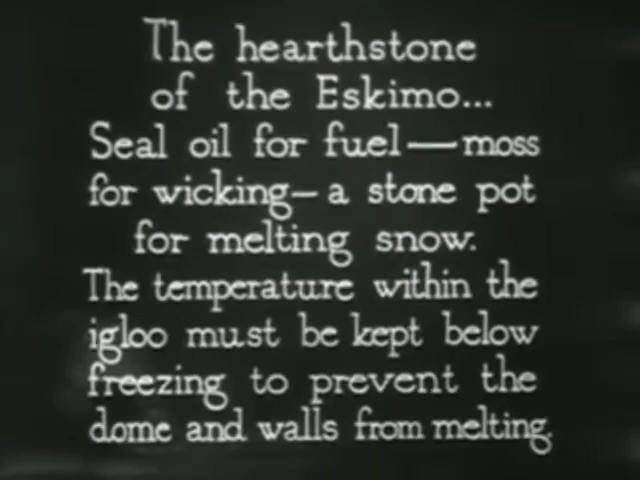 The hearthstone
of the Eskimo...
Seal oil for fuel — moss
for wicking — a stone pot
for melting snow.
The temperature within the
igloo must be kept below
freezing to prevent the
dome and walls from melting.